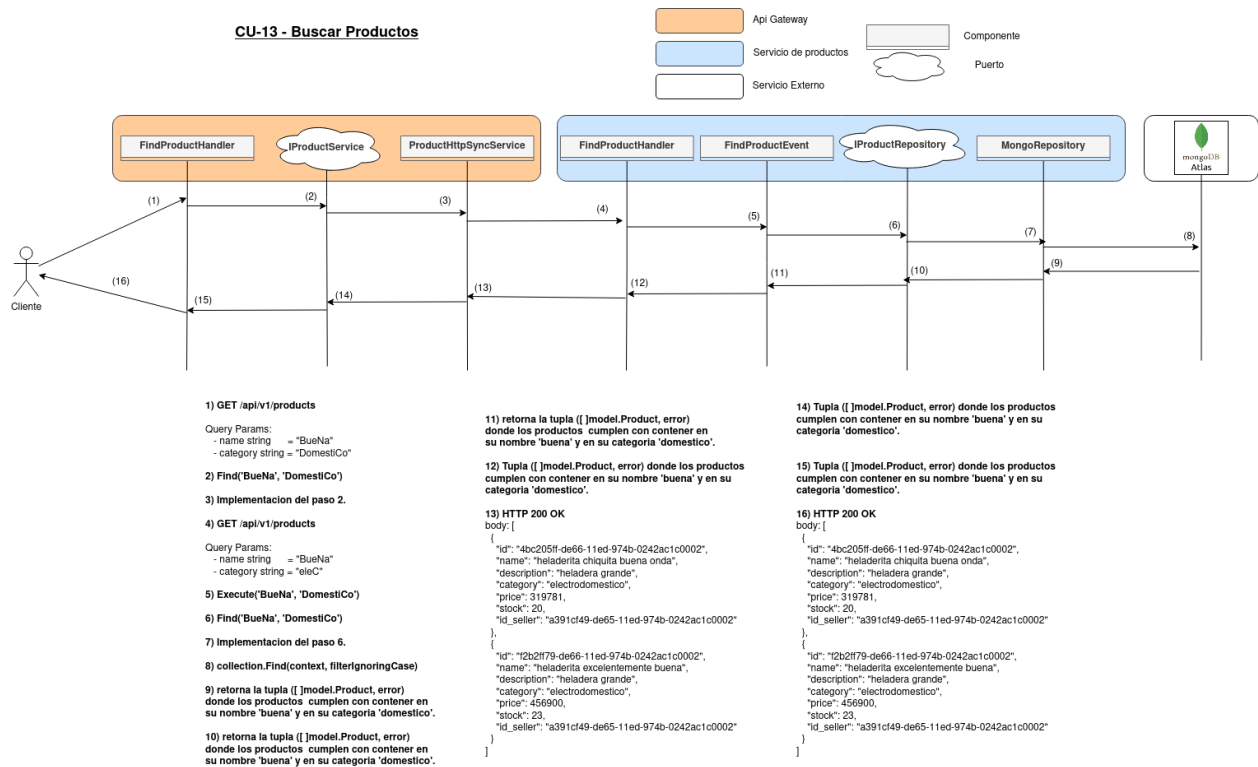 CU-13 - Buscar Productos
Api Gateway
Servicio de productos
Servicio Externo
Componente
Puerto
FindProductHandler
IProductService
ProductHttpSyncService
FindProductHandler
FindProductEvent
IProductRepository
MongoRepository
mongoDB
Atlas
(1)
(2)
(3)
(4)
(5)
(6)
(7)
(8)
(9)
(10)
(11)
(12)
(13)
(14)
(15)
(16)
Cliente
1) GET /api/v1/products
Query Params:
- name string = "BueNa"
- category string = "DomestiCo"
2) Find('BueNa', 'DomestiCo')
3) Implementacion del paso 2.
4) GET /api/v1/products
Query Params:
- name string = "BueNa"
- category string = "eleC"
5) Execute('BueNa', 'DomestiCo')
6) Find('BueNa', 'DomestiCo')
7) Implementacion del paso 6.
8) collection.Find(context, filterIgnoringCase)
9) retorna la tupla ([ ]model.Product, error)
donde los productos cumplen con contener en
su nombre 'buena' y en su categoria 'domestico'.
10) retorna la tupla ([ ]model.Product, error)
donde los productos cumplen con contener en
su nombre 'buena' y en su categoria 'domestico'.
11) retorna la tupla ([ ]model.Product, error)
donde los productos cumplen con contener en
su nombre 'buena' y en su categoria 'domestico'.
12) Tupla ([ ]model.Product, error) donde los productos
cumplen con contener en su nombre 'buena' y en su
categoria 'domestico'.
13) HTTP 200 OK
body: [
{
"id": "4bc205ff-de66-11ed-974b-0242ac1c0002",
"name": "heladerita chiquita buena onda",
"description": "heladera grande",
"category": "electrodomestico",
"price": 319781,
"stock": 20,
"id_seller": "a391cf49-de65-11ed-974b-0242ac1c0002"
},
{
"id": "f2b2ff79-de66-11ed-974b-0242ac1c0002",
"name": "heladerita excelentemente buena",
"description": "heladera grande",
"category": "electrodomestico",
"price": 456900,
"stock": 23,
"id_seller": "a391cf49-de65-11ed-974b-0242ac1c0002"
}
]
14) Tupla ([ ]model.Product, error) donde los productos
cumplen con contener en su nombre 'buena' y en su
categoria 'domestico'.
15) Tupla ([ ]model.Product, error) donde los productos
cumplen con contener en su nombre 'buena' y en su
categoria 'domestico'.
16) HTTP 200 OK
body: [
{
"id": "4bc205ff-de66-11ed-974b-0242ac1c0002",
"name": "heladerita chiquita buena onda",
"description": "heladera grande",
"category": "electrodomestico",
"price": 319781,
"stock": 20,
"id_seller": "a391cf49-de65-11ed-974b-0242ac1c0002"
},
{
"id": "f2b2ff79-de66-11ed-974b-0242ac1c0002",
"name": "heladerita excelentemente buena",
"description": "heladera grande",
"category": "electrodomestico",
"price": 456900,
"stock": 23,
"id_seller": "a391cf49-de65-11ed-974b-0242ac1c0002"
}
]